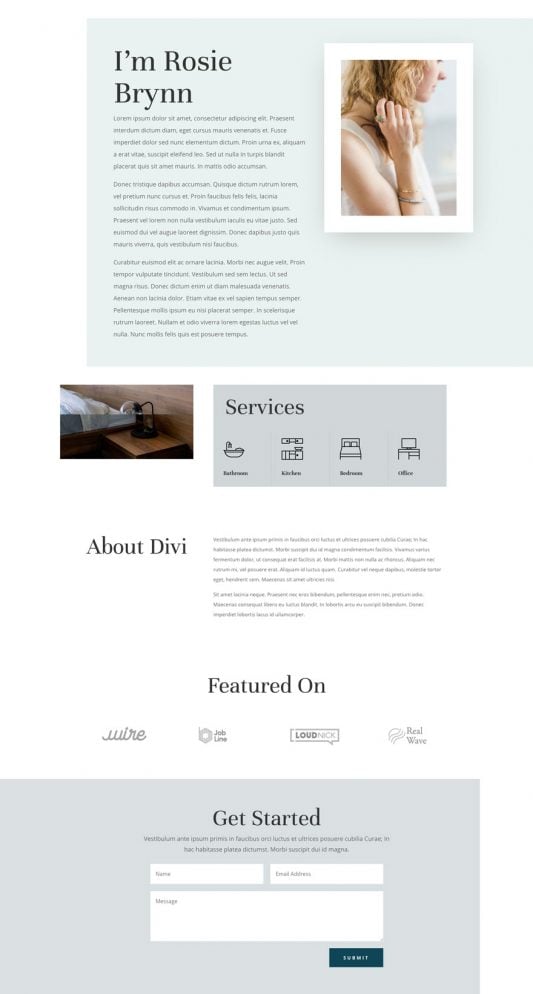 I'm Rosie
Brynn
Lorem ipsum dolor sit amet, consectetur adipiscing elit. Praesent
interdum dictum diam, eget cursus mauris venenatis et. Fusce
imperdiet dolor sed nunc elementum dictum. Proin urna ex, aliquam
a erat vitae, suscipit eleifend leo. Sed ut nulla in turpis blandit
placerat quis sit amet mauris. In mattis odio accumsan.
Donec tristique dapibus accumsan. Quisque dictum rutrum lorem,
vel pretium nunc cursus et. Proin faucibus felis felis, lacinia
sollicitudin risus commodo in. Vivamus et condimentum ipsum.
Praesent vel lorem non nulla vestibulum iaculis eu vitae justo. Sed
euismod dui vel augue laoreet dignissim. Donec dapibus justo quis
mauris viverra, quis vestibulum nisi faucibus.
Curabitur euismod elit ac ornare lacinia. Morbi nec augue velit. Proin
tempor vulputate tincidunt. Vestibulum sed sem lectus. Ut sed
magna risus. Donec dictum enim ut diam malesuada venenatis.
Aenean non lacinia dolor. Etiam vitae ex vel sapien tempus semper.
Pellentesque mollis ipsum eu nisi placerat semper. In scelerisque
rutrum laoreet. Nullam et odio viverra lorem egestas luctus vel vel
nulla. Nunc mollis felis quis est posuere tempus.
Services
Bathroom
Kitchen
Bedroom
Office
About Divi
Vestibulum ante ipsum primis in faucibus orci luctus et ultrices posuere cubilia Curae; In hac
habitasse platea dictumst. Morbi suscipit dui id magna condimentum facilisis. Vivamus varius
fermentum dolor, ut consequat erat facilisis at. Morbi mattis non nulla ac rhoncus. Aliquam nec
rutrum mi, vel posuere erat. Aliquam id luctus quam. Curabitur vel neque dapibus, molestie tortor
eget, hendrerit sem. Maecenas sit amet ultricies nisi.
Sit amet lacinia neque. Praesent nec eros bibendum, pellentesque enim nec, pretium odio.
Maecenas consequat libero eu luctus blandit. In lobortis arcu eu suscipit bibendum. Donec
imperdiet lobortis lacus id ullamcorper.
Featured On
wire
Job
Line
LOUDNICK
Real
Wave
Get Started
Vestibulum ante ipsum primis in faucibus orci luctus et ultrices posuere cubilia Curae; In
hac habitasse platea dictumst. Morbi suscipit dui id magna.
Name
Email Address
Message
SUBMIT